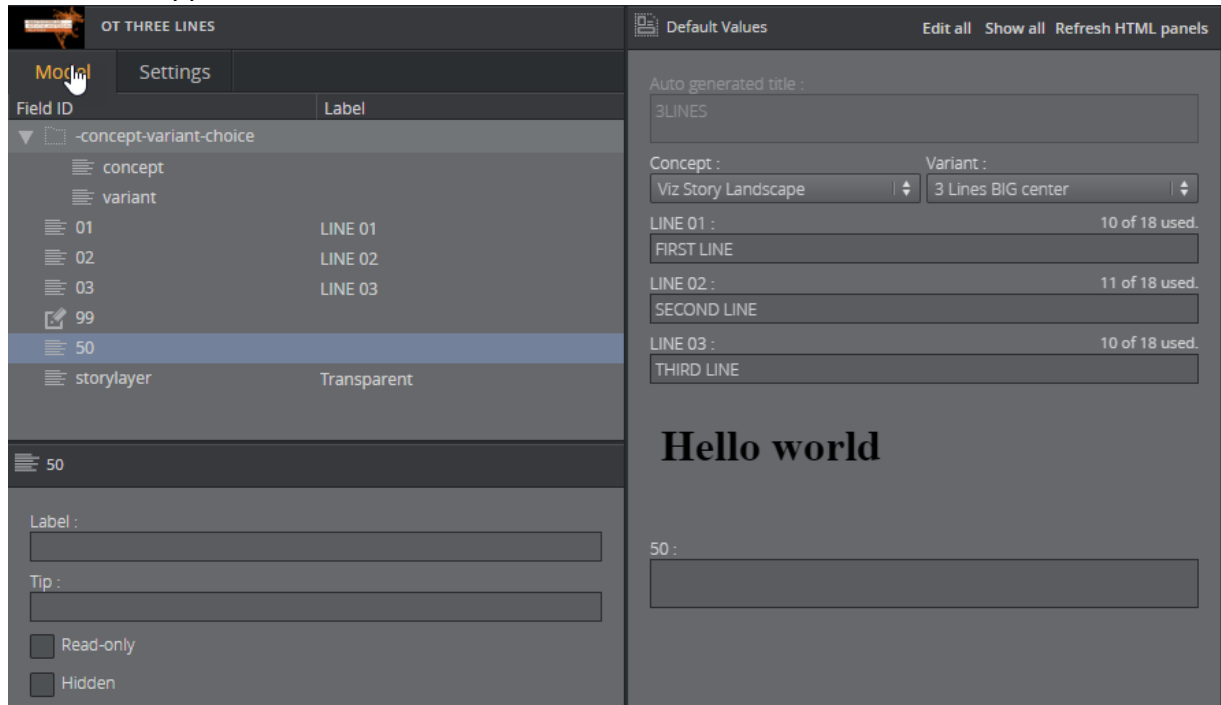 OT THREE LINES
Model Settings
Field ID Label
-concept-variant-choice
concept
variant
01 LINE 01
02 LINE 02
03 LINE 03
99
50
storylayer Transparent
50
Label :
Tip :
Read-only
Hidden
Default Values Edit all Show all Refresh HTML panels
Auto generated title :
3LINES
Concept : Variant :
Viz Story Landscape 3 Lines BIG center
LINE 01 : 10 of 18 used.
FIRST LINE
LINE 02 : 11 of 18 used.
SECOND LINE
LINE 03 : 10 of 18 used.
THIRD LINE
Hello world
50 :